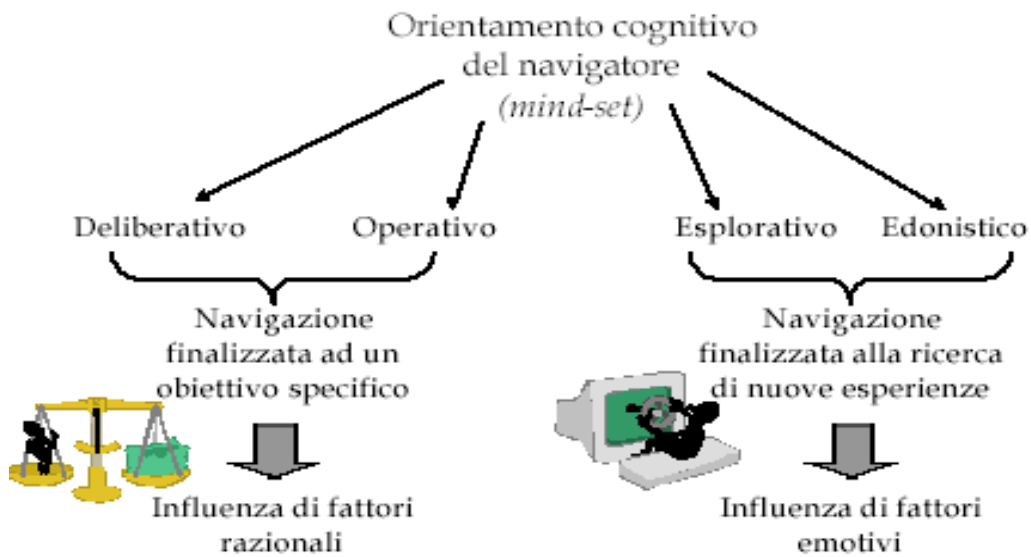 Orientamento cognitivo
del navigatore
(mind-set)
Deliberativo
Operativo
Esplorativo
Edonistico
Navigazione
finalizzata ad un
obiettivo specifico
Navigazione
finalizzata alla ricerca
di nuove esperienze
Influenza di fattori
razionali
Influenza di fattori
emotivi